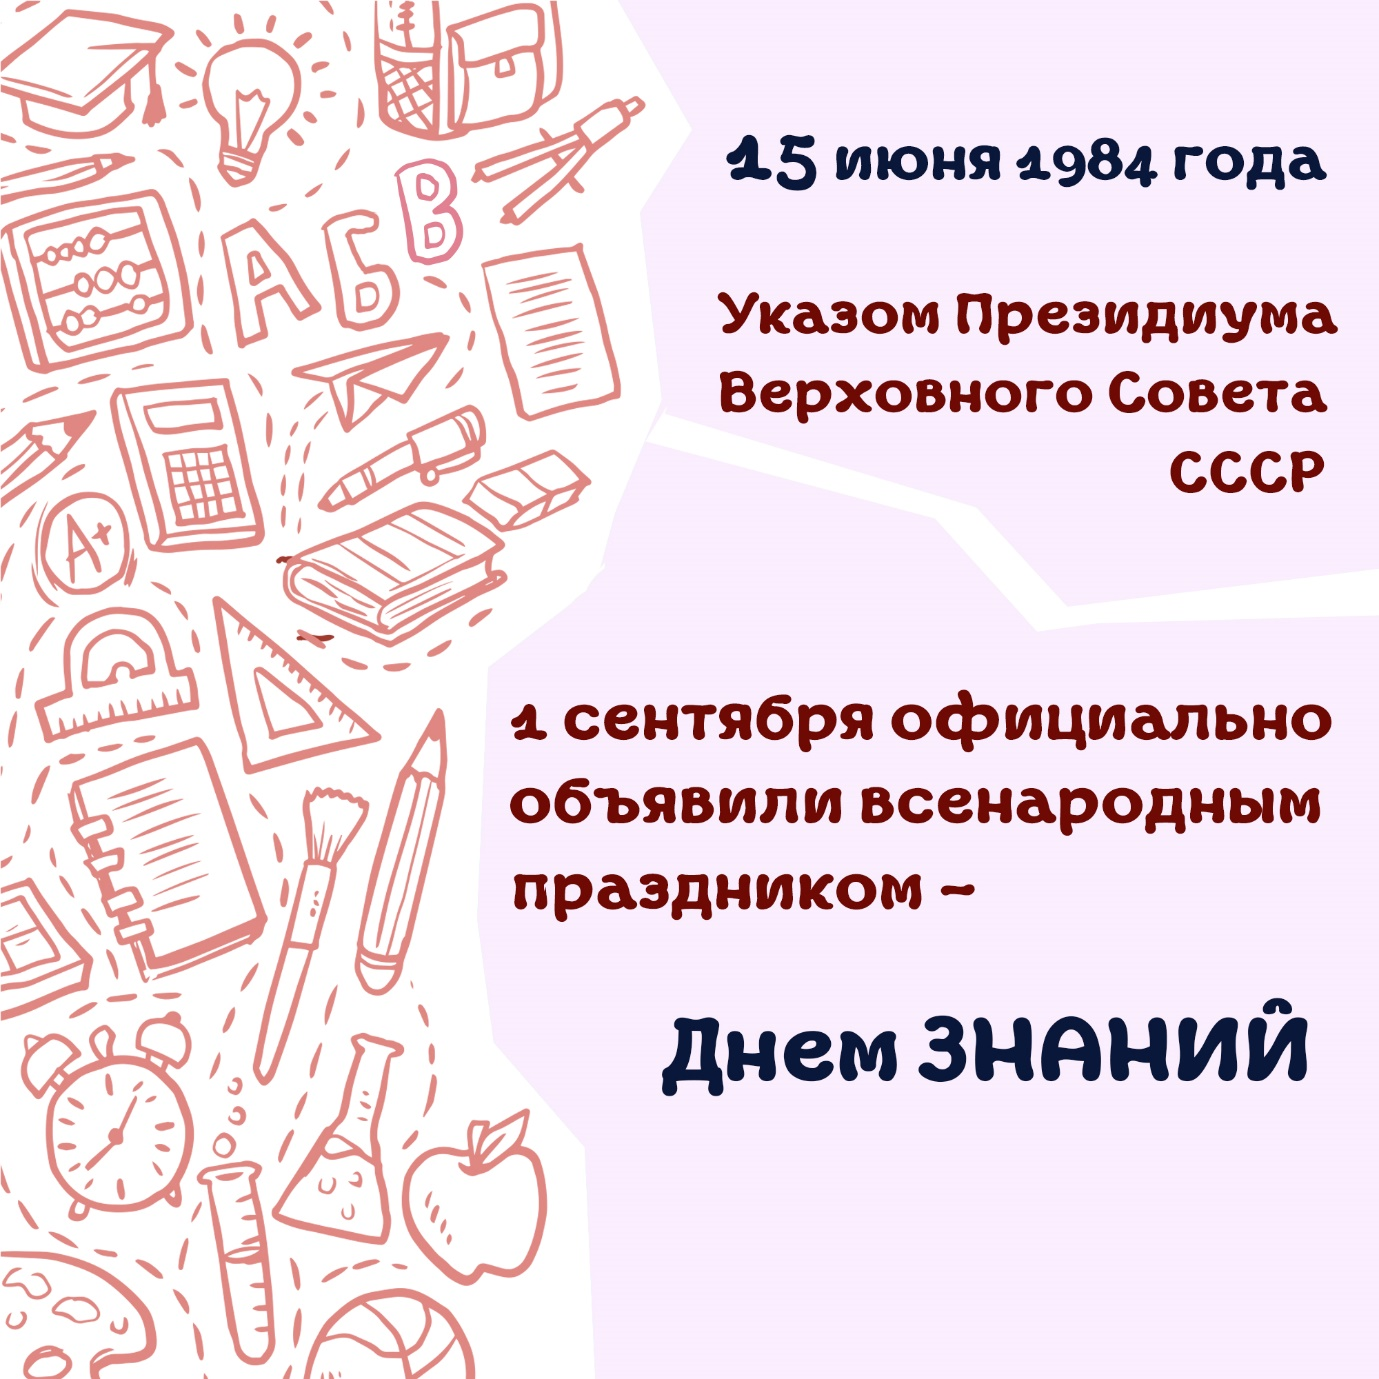 15 июня 1984 года
Указом Президиума
Верховного Совета
СССР
1 сентября официально
объявили всенародным
праздником –
Днем ЗНАНИЙ
А Б В
A+